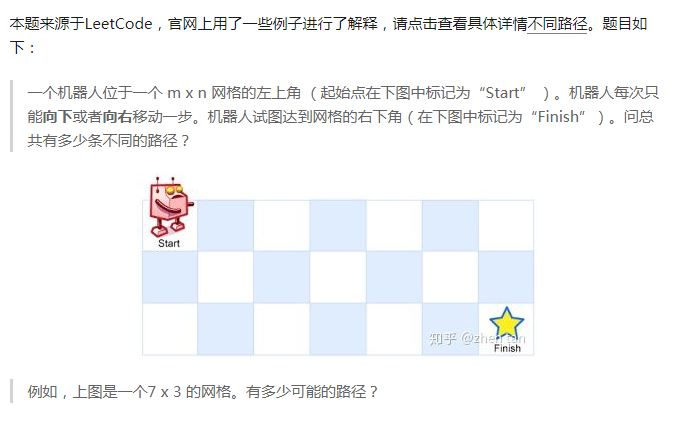 本题来源于LeetCode，官网上用了一些例子进行了解释，请点击查看具体详情不同路径。题目如
下：
一个机器人位于一个 m x n 网格的左上角 （起始点在下图中标记为“Start” ）。机器人每次只
能向下或者向右移动一步。机器人试图达到网格的右下角（在下图中标记为“Finish”）。问总
共有多少条不同的路径？
Start
知乎 @zhen tan
Finish
例如，上图是一个7 x 3 的网格。有多少可能的路径？